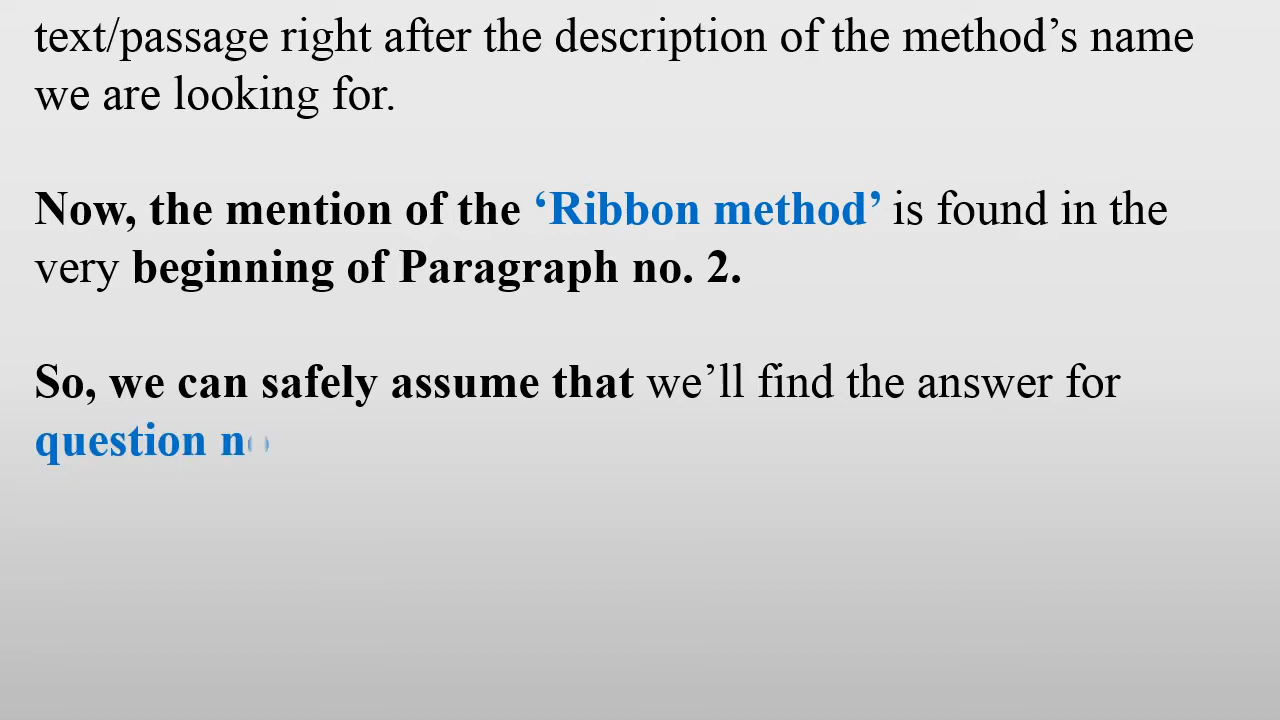 text/passage right after the description of the method’s name
we are looking for.
Now, the mention of the ‘Ribbon method’ is found in the
very beginning of Paragraph no. 2.
So, we can safely assume that we’ll find the answer for
question no